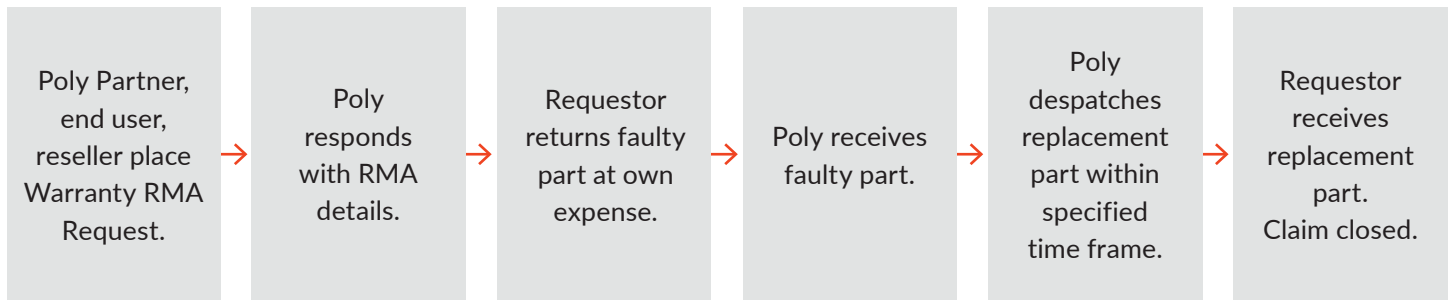 Poly Partner,
end user,
reseller place
Warranty RMA
Request.
Poly
responds
with RMA
details.
Requestor
returns faulty
part at own
expense.
Poly receives
faulty part.
Poly
despatches
replacement
part within
specified
time frame.
Requestor
receives
replacement
part.
Claim closed.